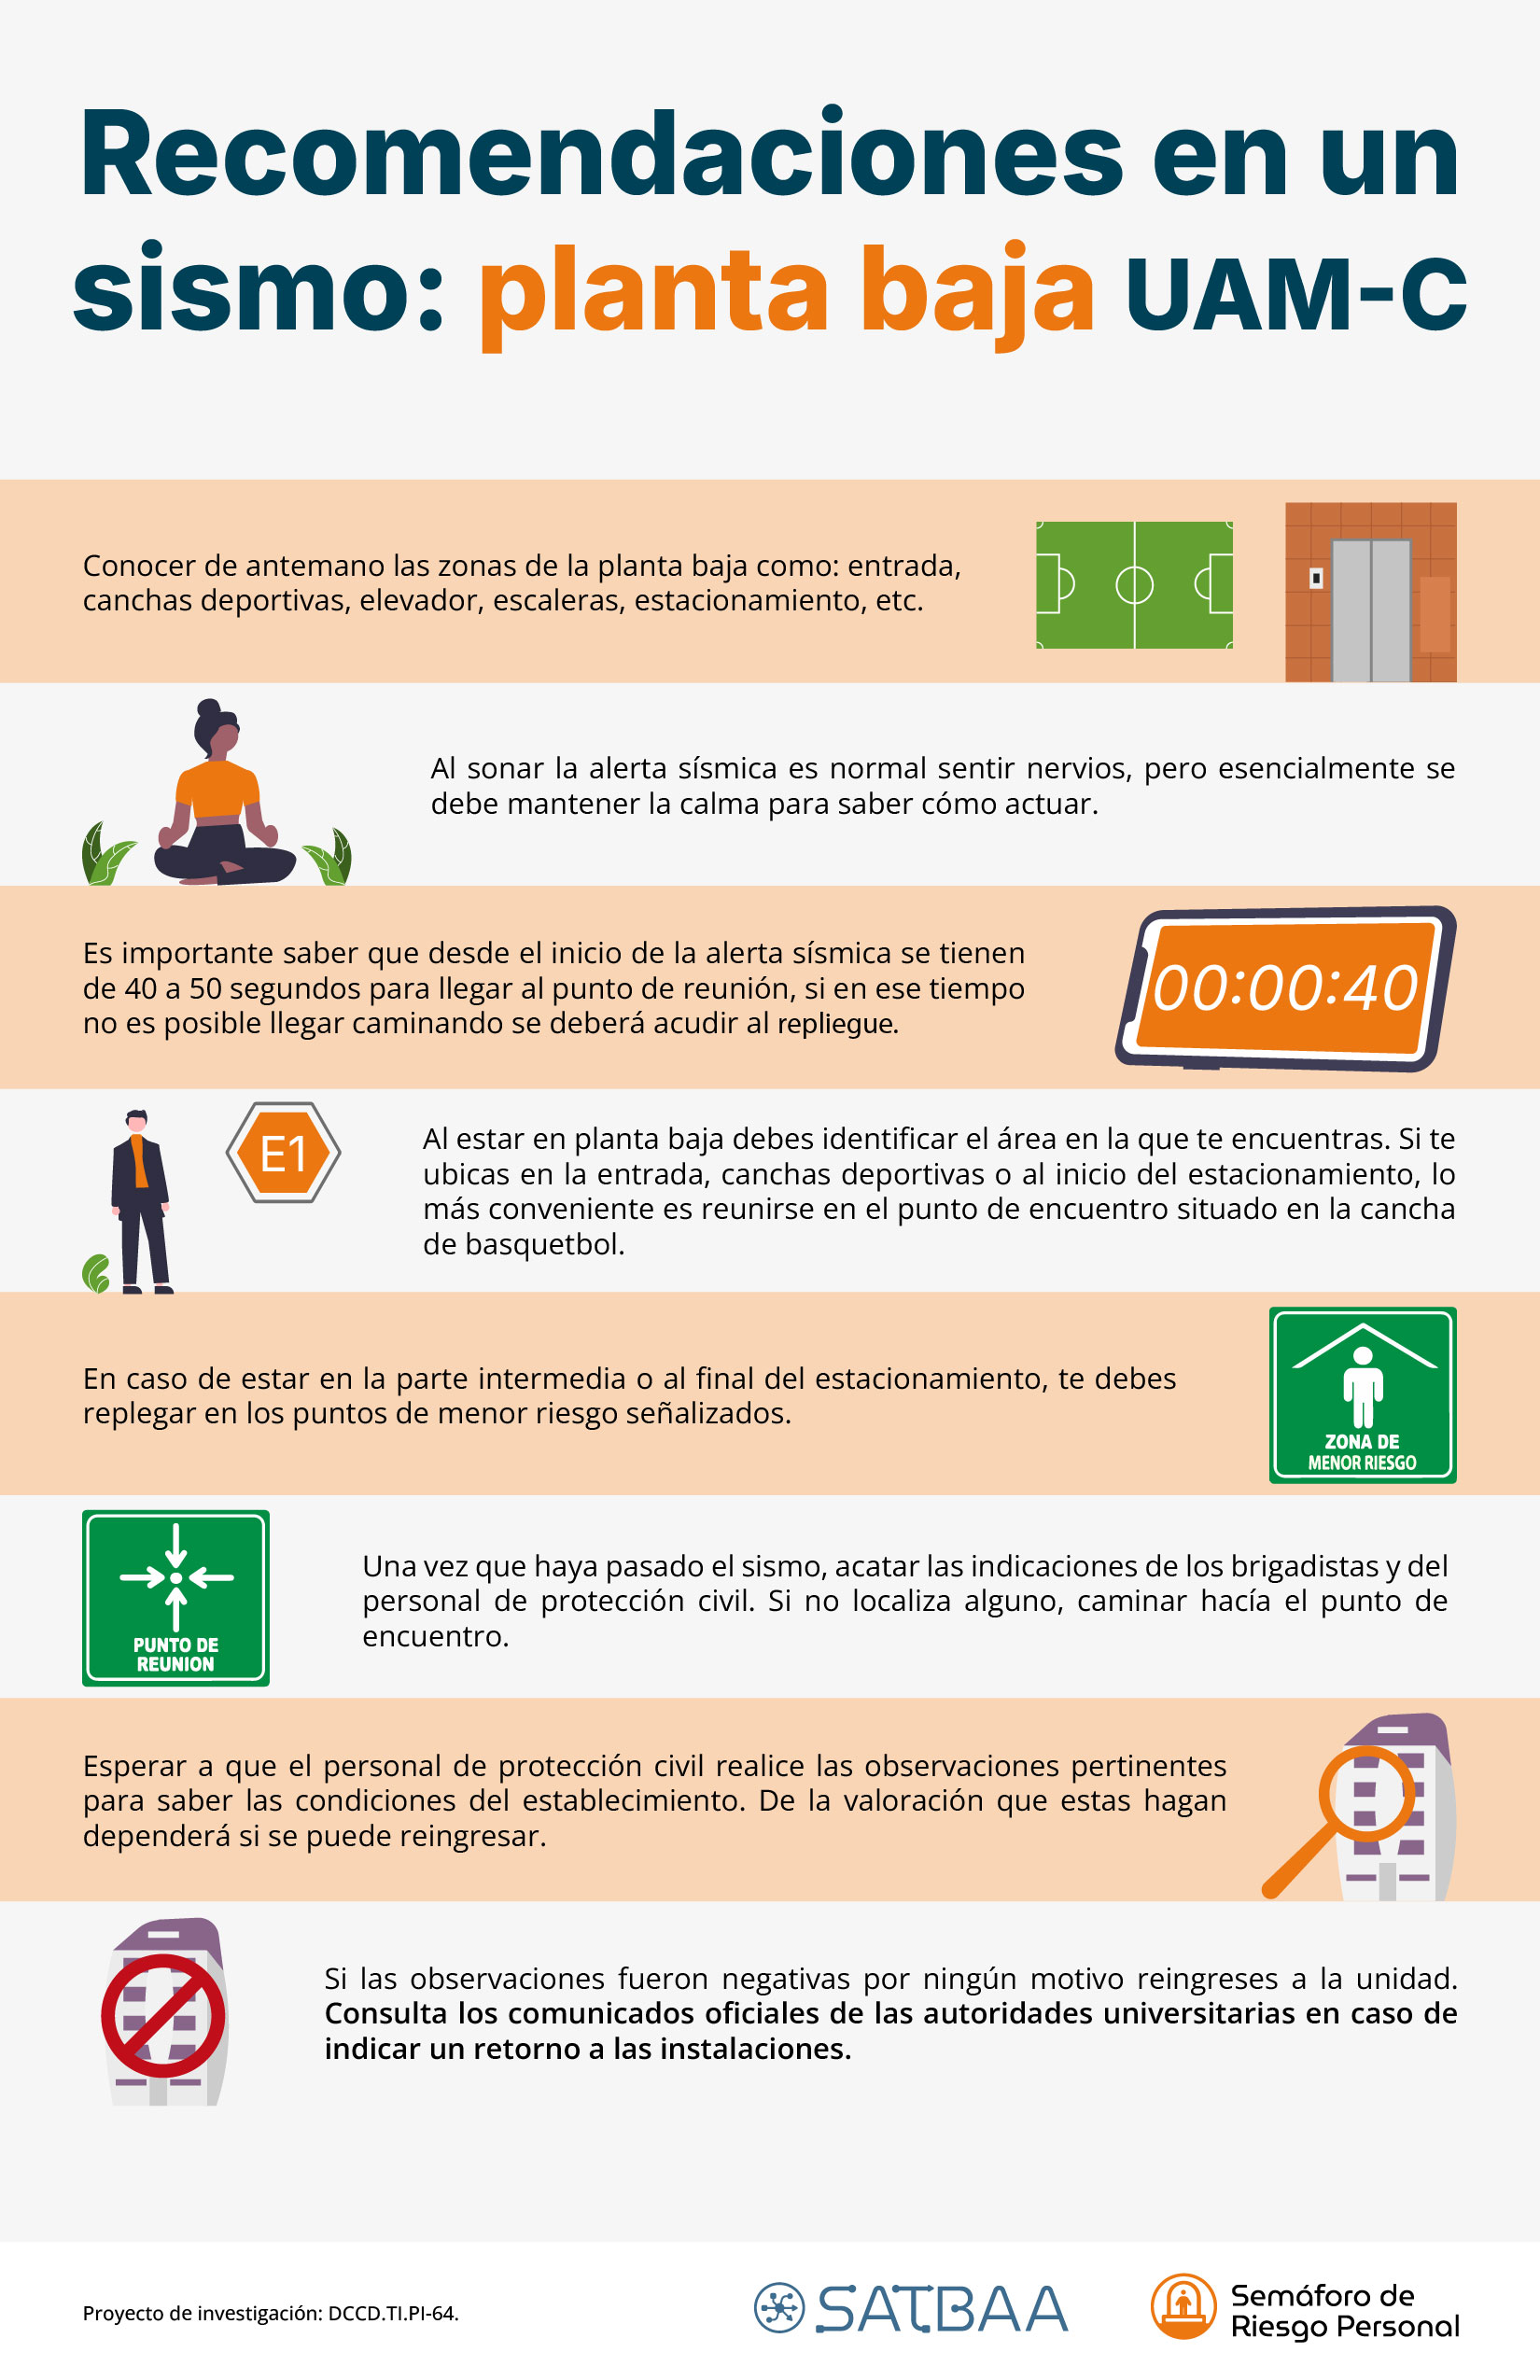 Recomendaciones en un
sismo: planta baja UAM-C
Conocer de antemano las zonas de la planta baja como: entrada,
canchas deportivas, elevador, escaleras, estacionamiento, etc.
Al sonar la alerta sísmica es normal sentir nervios, pero esencialmente se
debe mantener la calma para saber cómo actuar.
Es importante saber que desde el inicio de la alerta sísmica se tienen
de 40 a 50 segundos para llegar al punto de reunión, si en ese tiempo
no es posible llegar caminando se deberá acudir al repliegue.
00:00:40
E1
Al estar en planta baja debes identificar el área en la que te encuentras. Si te
ubicas en la entrada, canchas deportivas o al inicio del estacionamiento, lo
más conveniente es reunirse en el punto de encuentro situado en la cancha
de basquetbol.
En caso de estar en la parte intermedia o al final del estacionamiento, te debes
replegar en los puntos de menor riesgo señalizados.
ZONA DE
MENOR RIESGO
PUNTO DE
REUNION
Una vez que haya pasado el sismo, acatar las indicaciones de los brigadistas y del
personal de protección civil. Si no localiza alguno, caminar hacía el punto de
encuentro.
Esperar a que el personal de protección civil realice las observaciones pertinentes
para saber las condiciones del establecimiento. De la valoración que estas hagan
dependerá si se puede reingresar.
Si las observaciones fueron negativas por ningún motivo reingreses a la unidad.
Consulta los comunicados oficiales de las autoridades universitarias en caso de
indicar un retorno a las instalaciones.
Proyecto de investigación: DCCD.TI.PI-64.
SATBAA
Semáforo de
Riesgo Personal